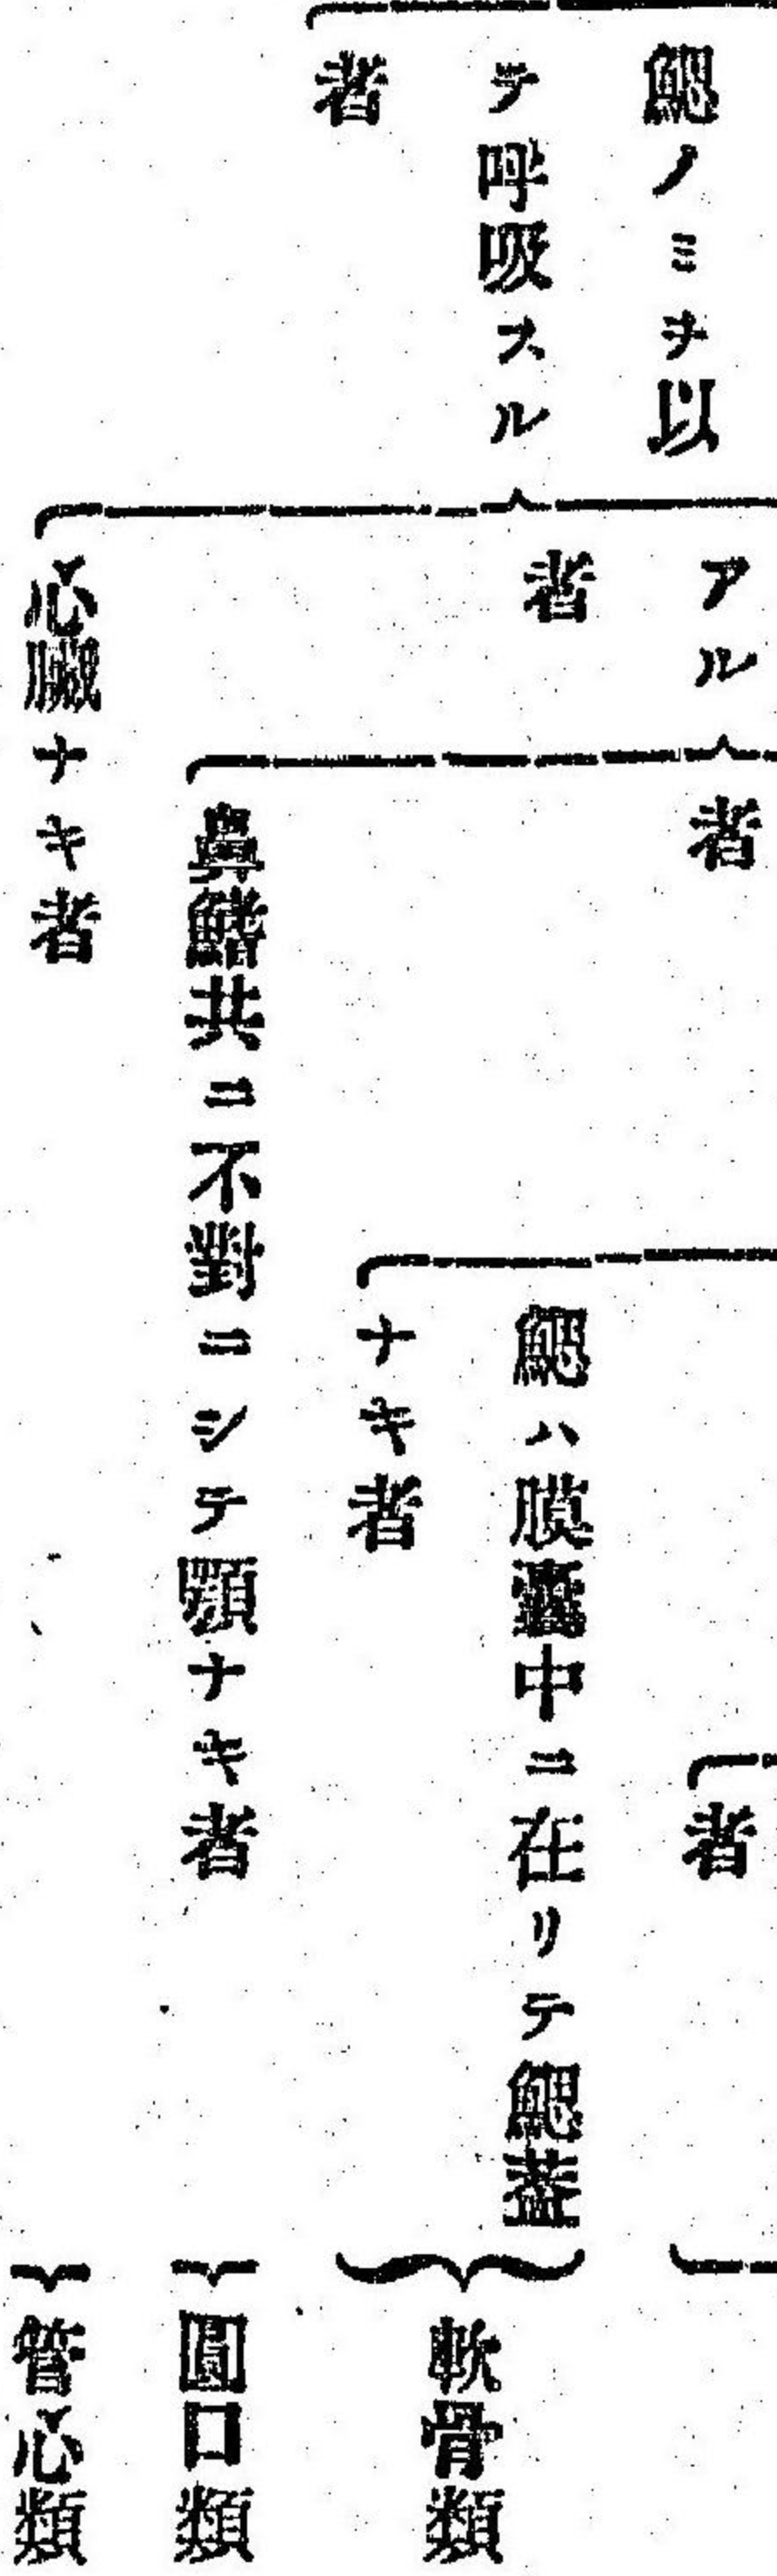 鰓ノミヲ以
テ呼吸スル
者
アル
者
者
者
鰓ハ膜囊中ニ在リテ鰓蓋
ナキ者
軟骨類
鼻鰭共ニ不對ニシテ顎ナキ者
圓口類
心臟ナキ者
管心類